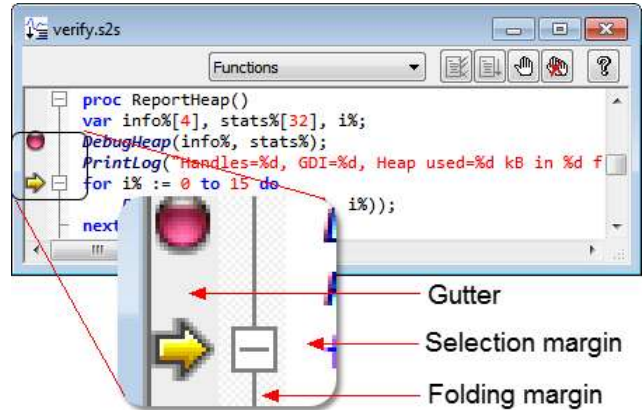 verify.s2s
Functions
proc ReportHeap()
var info%[4], stats%[32], i%;
DebugHeap(info%, stats%);
PrintLog("Handles=%d, GDI=%d, Heap used=%d kB in %d f
for i% := 0 to 15 do
i%));
next
Gutter
Selection margin
Folding margin